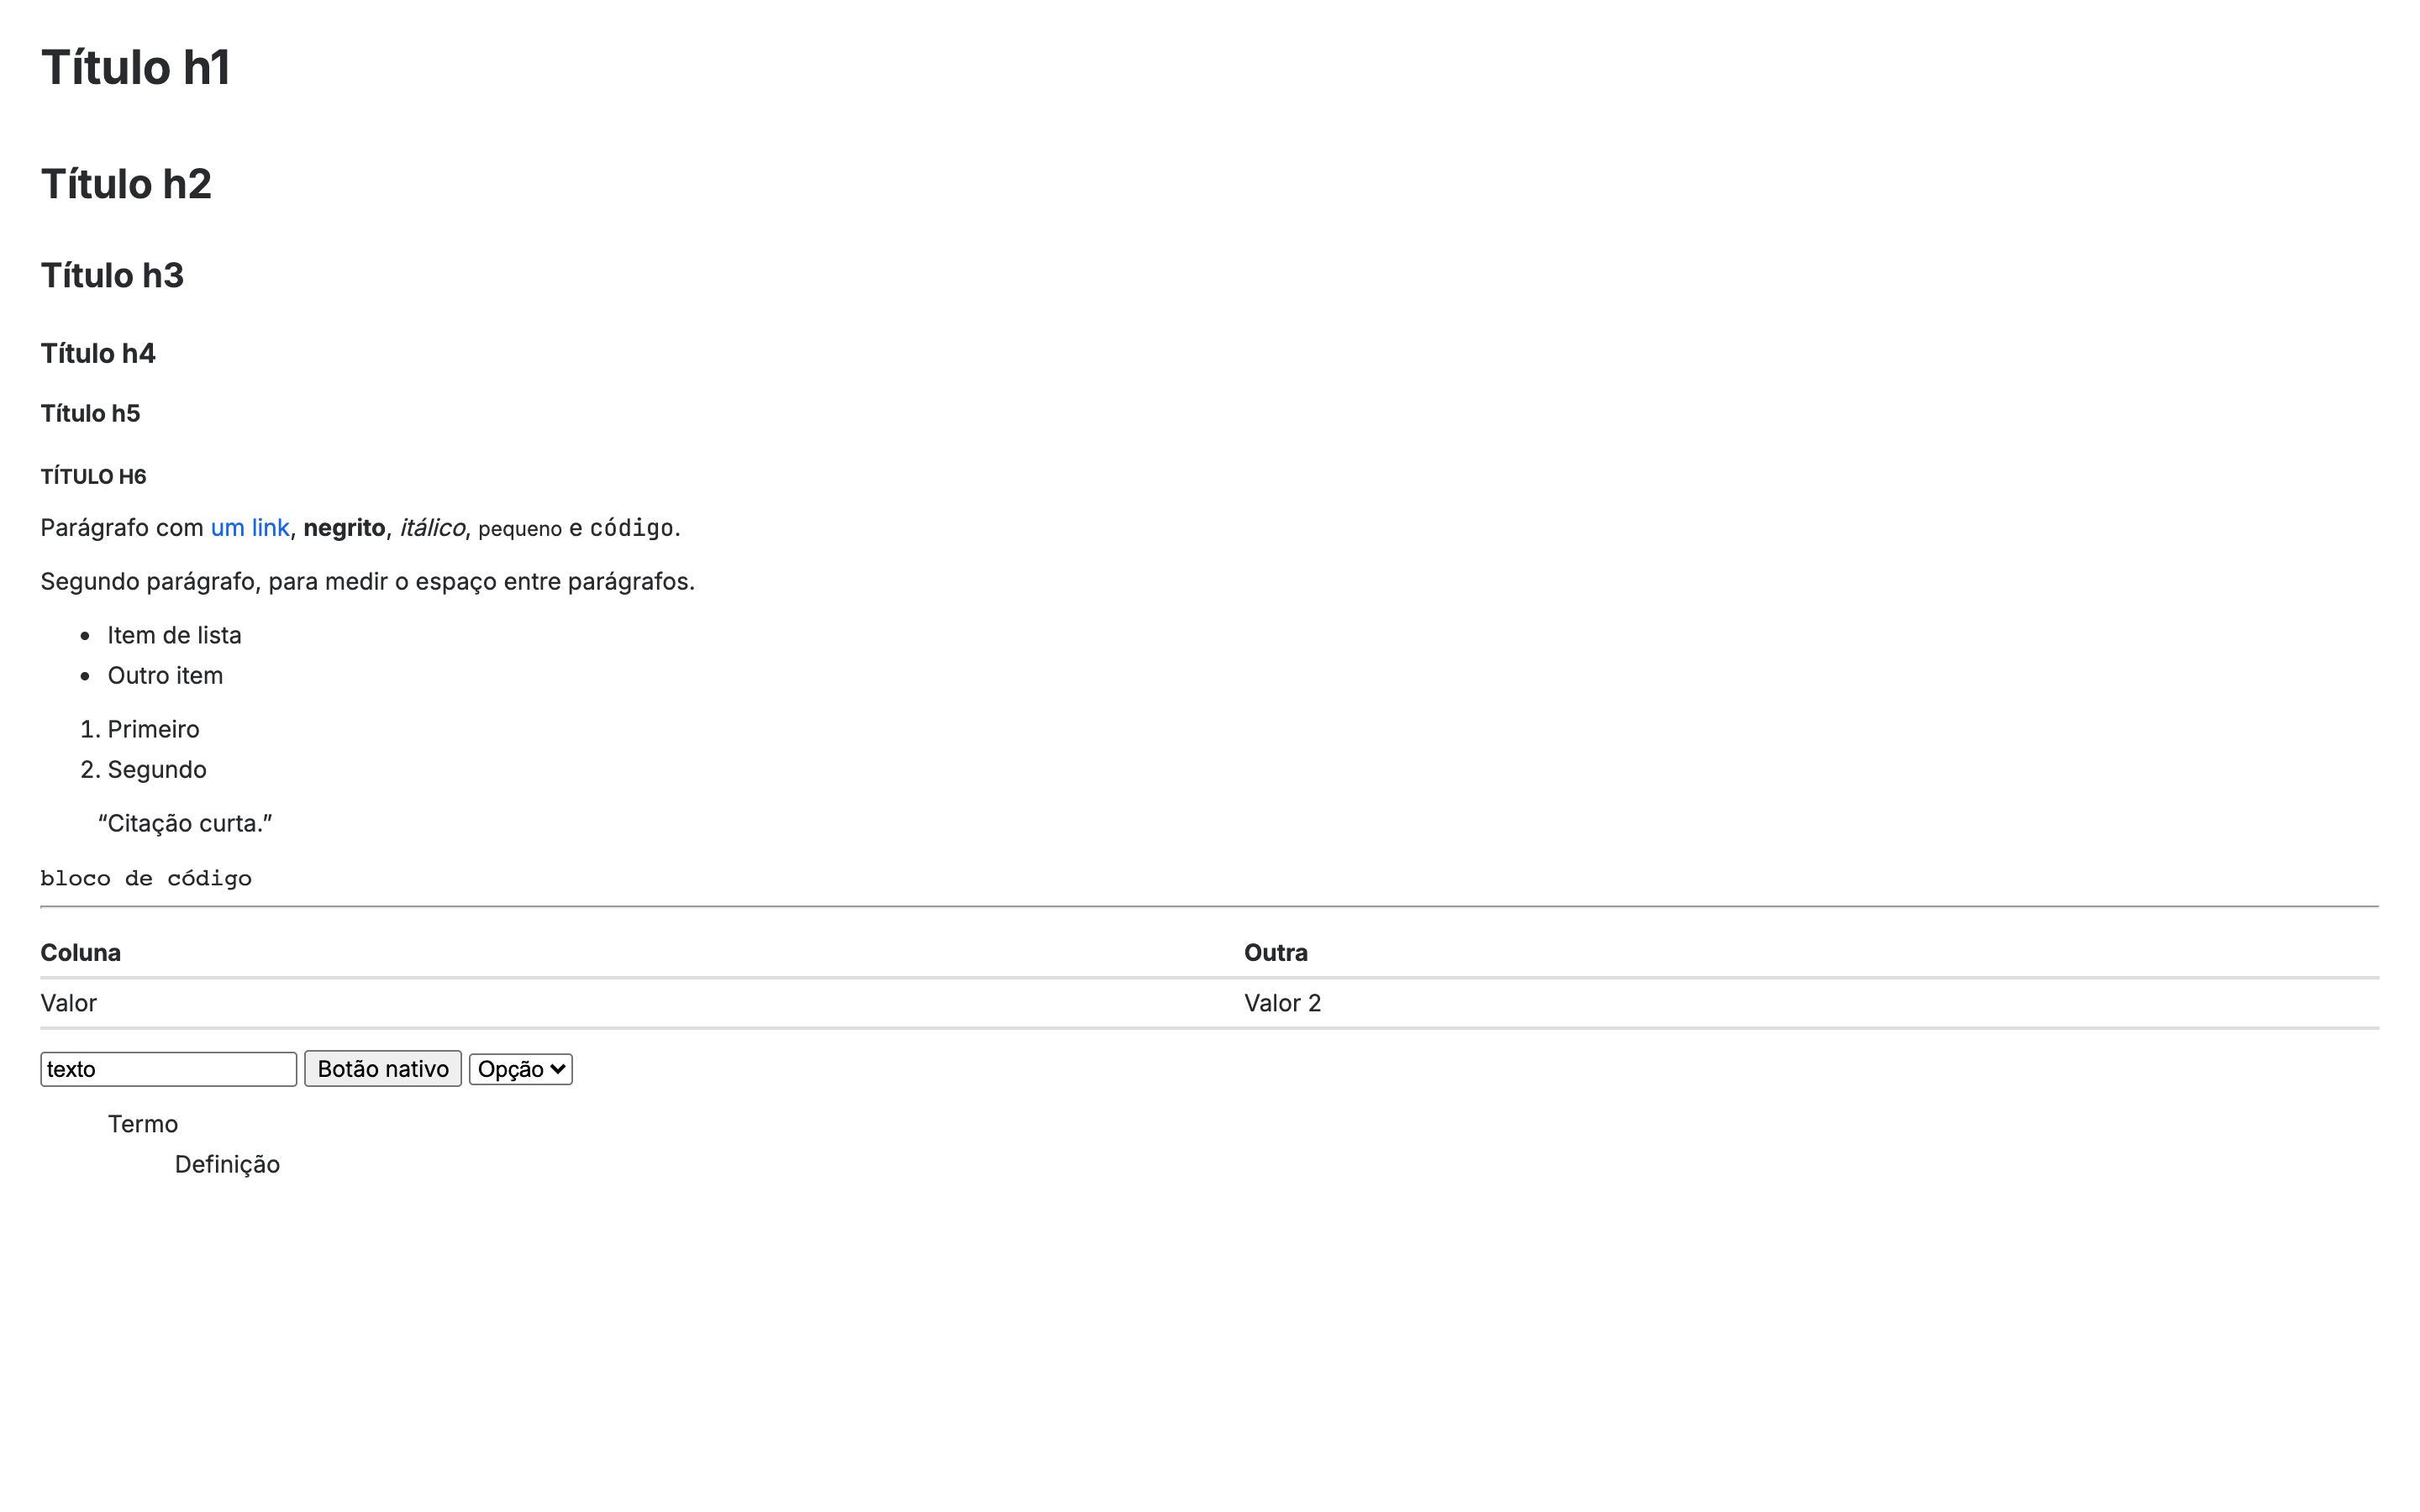 Título h1
Título h2
Título h3
Título h4
Título h5
TÍTULO H6
Parágrafo com um link, negrito, itálico, pequeno e código.
Segundo parágrafo, para medir o espaço entre parágrafos.
• Item de lista
• Outro item
1. Primeiro
2. Segundo
“Citação curta.”
bloco de código
Coluna Outra
Valor Valor 2
texto Botão nativo Opção
Termo
Definição